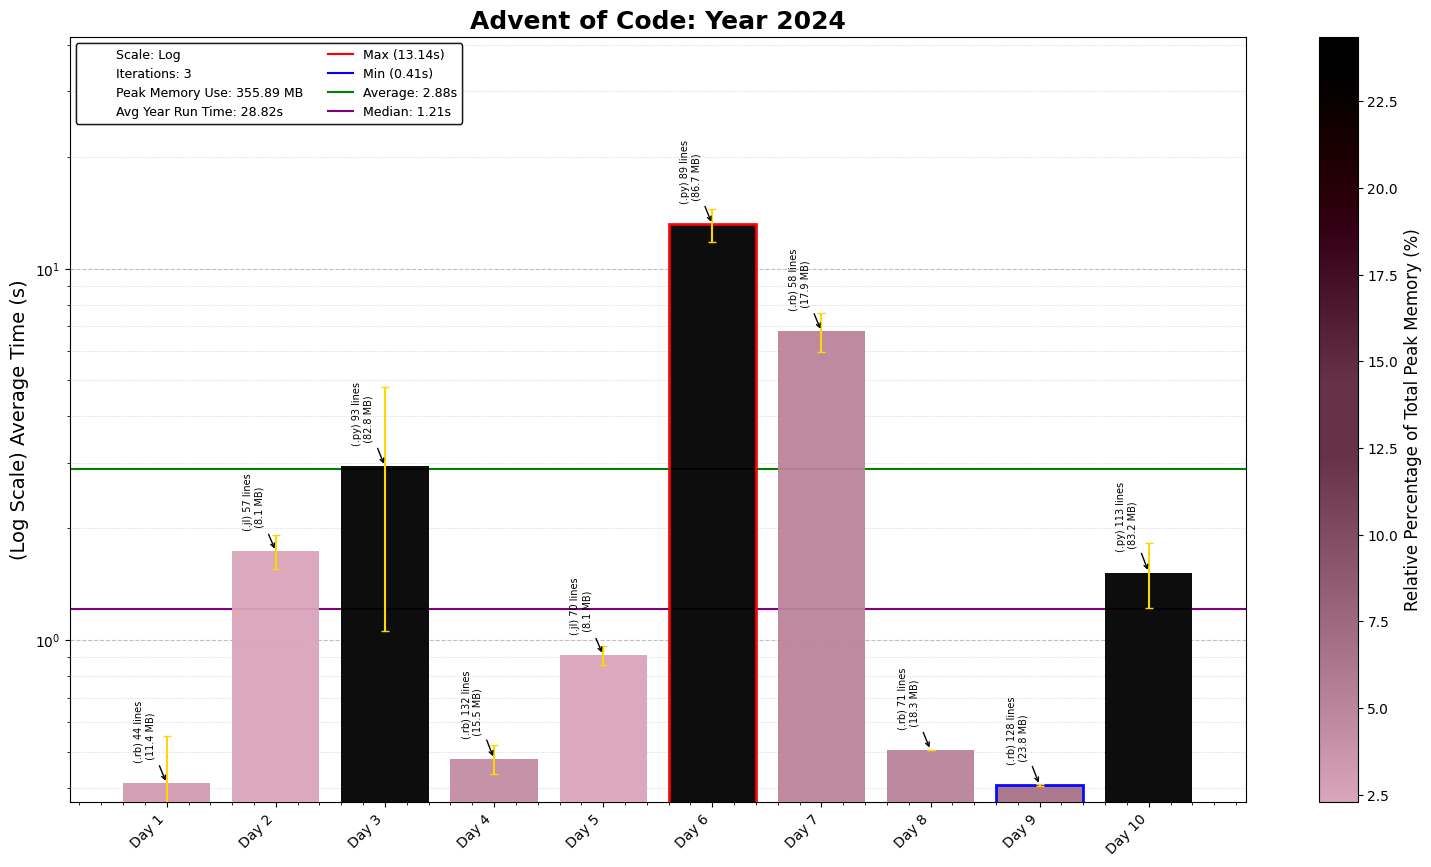 Advent of Code: Year 2024
Scale: Log
Iterations: 3
Peak Memory Use: 355.89 MB
Avg Year Run Time: 28.82s
Max (13.14s)
Min (0.41s)
Average: 2.88s
Median: 1.21s
(Log Scale) Average Time (s)
10¹
10⁰
(.rb) 44 lines
(11.4 MB)
(.jl) 57 lines
(8.1 MB)
(.py) 93 lines
(82.8 MB)
(.rb) 132 lines
(15.5 MB)
(.jl) 70 lines
(8.1 MB)
(.py) 89 lines
(86.7 MB)
(.rb) 58 lines
(17.9 MB)
(.rb) 71 lines
(18.3 MB)
(.rb) 128 lines
(23.8 MB)
(.py) 113 lines
(83.2 MB)
Day 1
Day 2
Day 3
Day 4
Day 5
Day 6
Day 7
Day 8
Day 9
Day 10
22.5
20.0
17.5
15.0
12.5
10.0
7.5
5.0
2.5
Relative Percentage of Total Peak Memory (%)